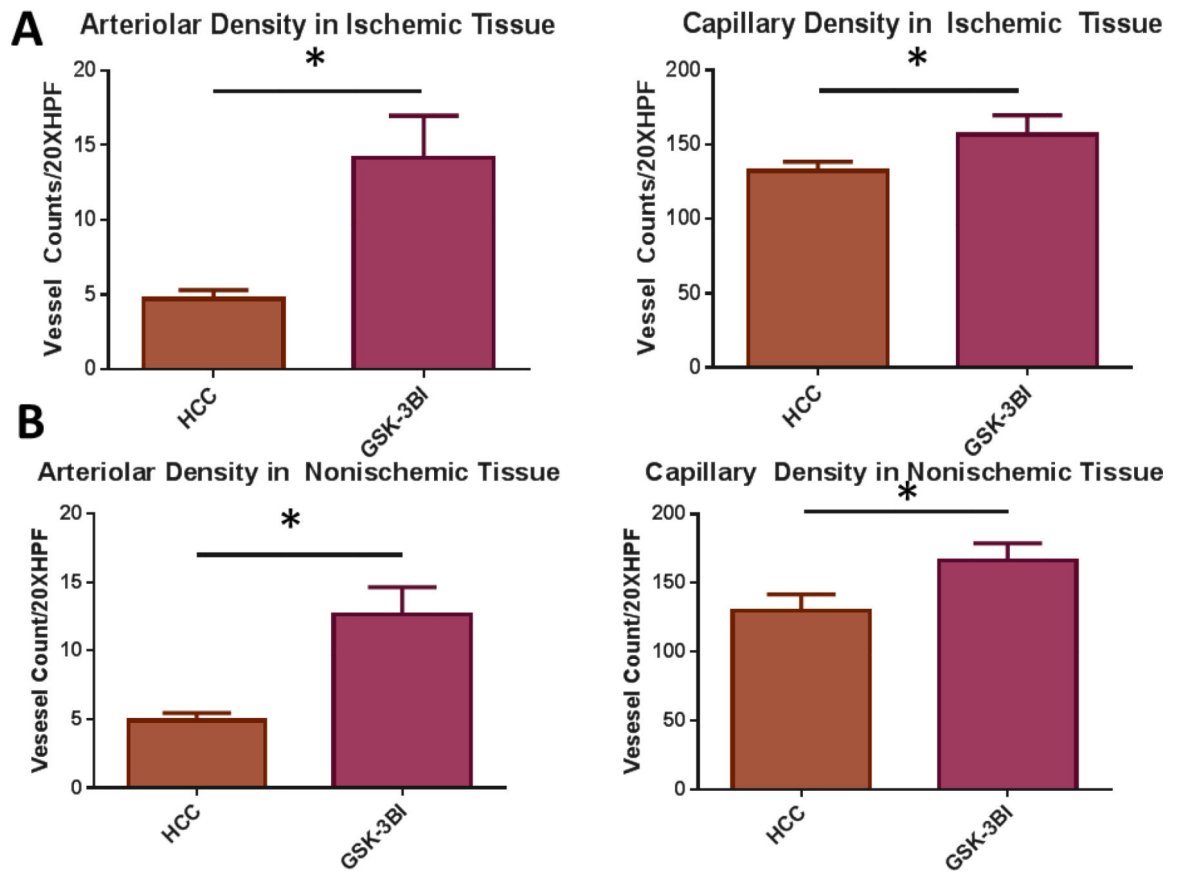 A
Arteriolar Density in Ischemic Tissue
*
Vessel Counts/20XHPF
20
15
10
5
0
HCC
GSK-3BI
Capillary Density in Ischemic Tissue
*
Vessel Counts/20XHPF
200
150
100
50
0
HCC
GSK-3BI
B
Arteriolar Density in Nonischemic Tissue
*
Vesesel Count/20XHPF
20
15
10
5
0
HCC
GSK-3BI
Capillary Density in Nonischemic Tissue
*
Vesesel Count/20XHPF
200
150
100
50
0
HCC
GSK-3BI